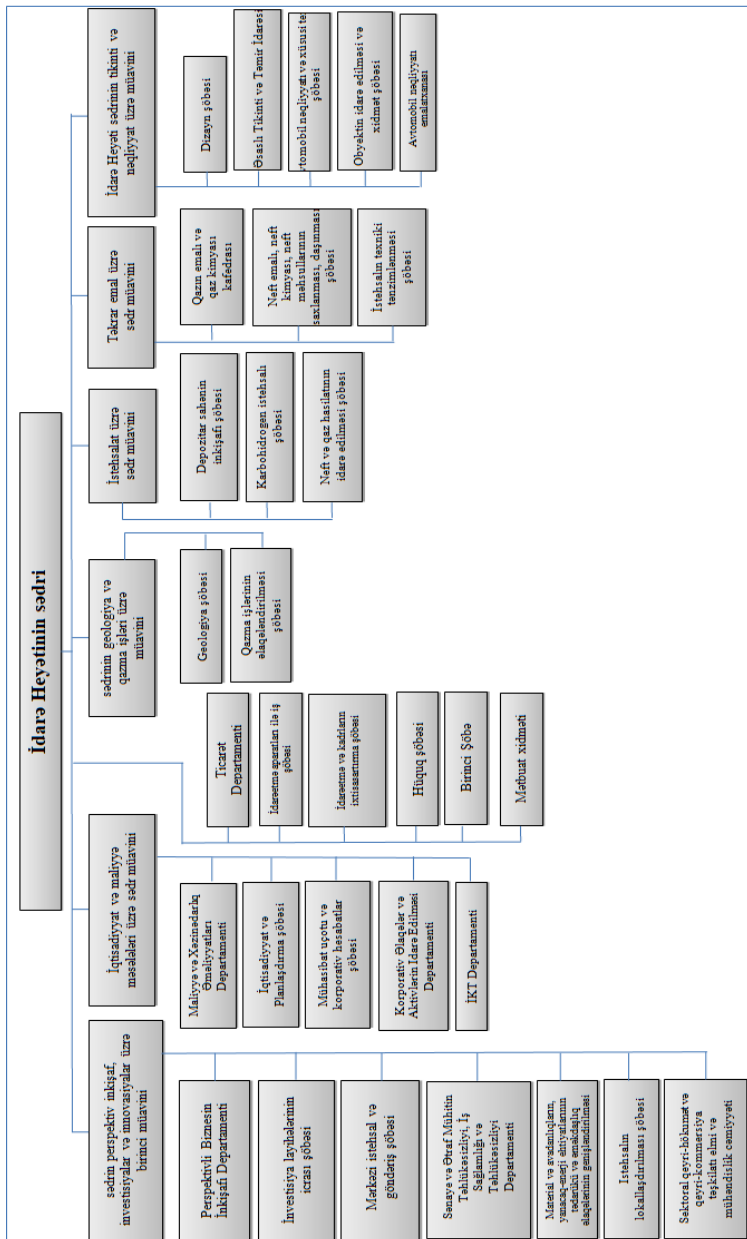 İdarə Heyətinin sədri
sədrin perspektiv inkişaf,
investisiyalar və innovasiyalar üzrə
birinci müavini
Perspektivli Biznesin
İnkişafı Departamenti
İnvestisiya layihələrinin
icrası şöbəsi
Mərkəzi istehsal və
göndəriş şöbəsi
Sənaye və Ətraf Mühitin
Təhlükəsizliyi, İş
Sağlamlığı və
Təhlükəsizliyi
Departamenti
Material və avadanlıqların,
yanacaq-enerji ehtiyatlarının
tədarükü və əməkdaşlıq
əlaqələrinin genişləndirilməsi
İstehsalın
lokallaşdırılması şöbəsi
Sektoral qeyri-hökumət və
qeyri-kommersiya
təşkilatı elmi və
mühəndislik cəmiyyəti
İqtisadiyyat və maliyyə
məsələləri üzrə sədr müavini
Maliyyə və Xəzinədarlıq
Əməliyyatları
Departamenti
İqtisadiyyat və
Planlaşdırma şöbəsi
Mühasibat uçotu və
korporativ hesabatlar
şöbəsi
Korporativ Əlaqələr və
Aktivlərin İdarə Edilməsi
Departamenti
İKT Departamenti
Ticarət
Departamenti
İdarəetmə aparatları ilə iş
şöbəsi
İdarəetmə və kadrların
ixtisasartırma şöbəsi
Hüquq şöbəsi
Birinci Şöbə
Mətbuat xidməti
sədrinin geologiya və
qazma işləri üzrə
müavini
Geologiya şöbəsi
Qazma işlərinin
əlaqələndirilməsi
şöbəsi
İstehsalat üzrə
sədr müavini
Depozitar sahənin
inkişafı şöbəsi
Karbohidrogen istehsalı
şöbəsi
Neft və qaz hasilatının
idarə edilməsi şöbəsi
Təkrar emal üzrə
sədr müavini
Qazın emalı və
qaz kimyası
kafedrası
Neft emalı, neft
kimyası, neft
məhsullarının
saxlanması, daşınması
şöbəsi
İstehsalın texniki
tənzimlənməsi
şöbəsi
İdarə Heyəti sədrinin tikinti və
nəqliyyat üzrə müavini
Dizayn şöbəsi
Əsaslı Tikinti və Təmir İdarəsi
vtomobil nəqliyyatı və xüsusi te
şöbəsi
Obyektin idarə edilməsi və
xidmət şöbəsi
Avtomobil nəqliyyatı
emalatxanası